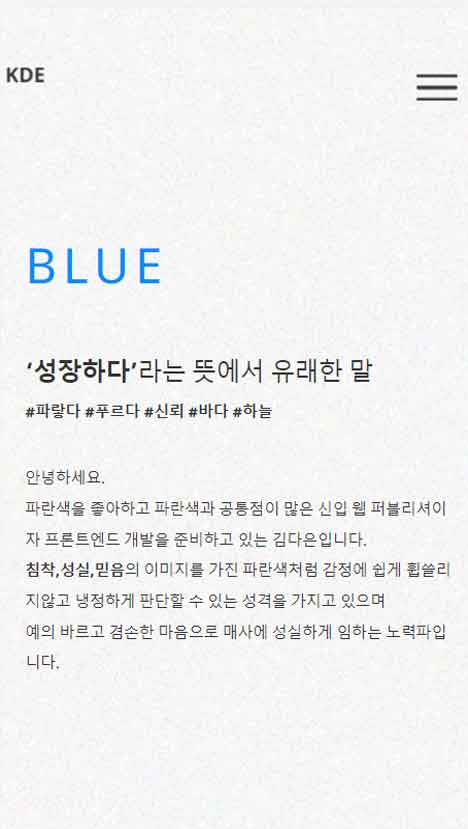 KDE
BLUE
‘성장하다’라는 뜻에서 유래한 말
#파랗다 #푸르다 #신뢰 #바다 #하늘
안녕하세요.
파란색을 좋아하고 파란색과 공통점이 많은 신입 웹 퍼블리셔이
자 프론트엔드 개발을 준비하고 있는 김다은입니다.
침착,성실,믿음의 이미지를 가진 파란색처럼 감정에 쉽게 휩쓸리
지않고 냉정하게 판단할 수 있는 성격을 가지고 있으며
예의 바르고 겸손한 마음으로 매사에 성실하게 임하는 노력파입
니다.